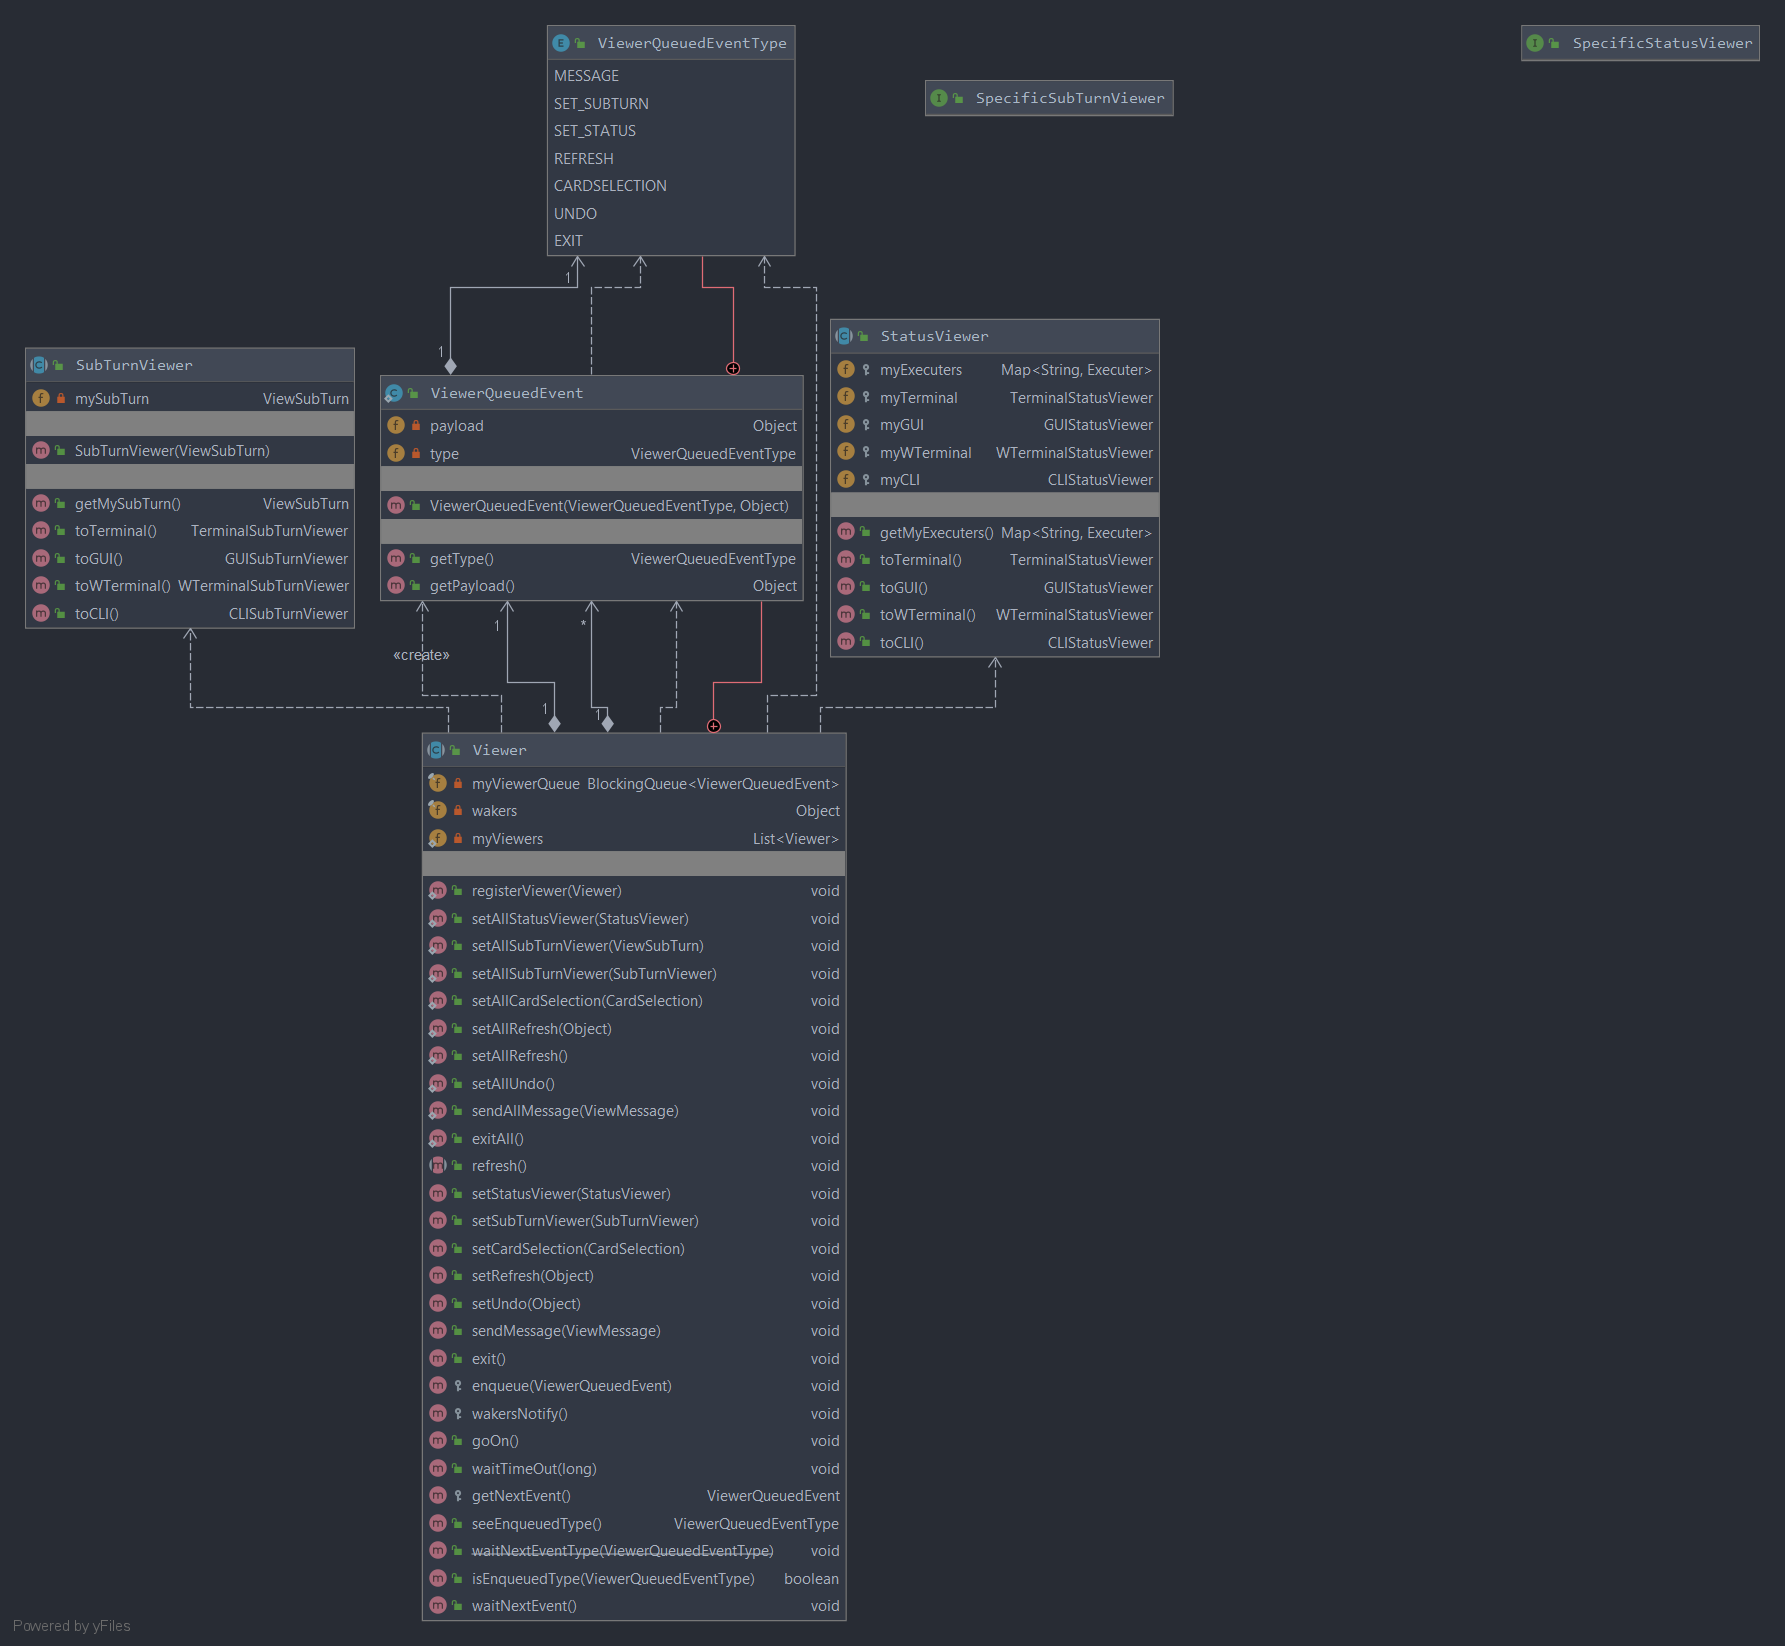 ViewerQueuedEventType
MESSAGE
SET_SUBTURN
SET_STATUS
REFRESH
CARDSELECTION
UNDO
EXIT
SpecificSubTurnViewer
SpecificStatusViewer
1
1
SubTurnViewer
mySubTurn ViewSubTurn
SubTurnViewer(ViewSubTurn)
getMySubTurn() ViewSubTurn
toTerminal() TerminalSubTurnViewer
toGUI() GUISubTurnViewer
toWTerminal() WTerminalSubTurnViewer
toCLI() CLISubTurnViewer
ViewerQueuedEvent
payload Object
type ViewerQueuedEventType
ViewerQueuedEvent(ViewerQueuedEventType, Object)
getType() ViewerQueuedEventType
getPayload() Object
StatusViewer
myExecuters Map<String, Executer>
myTerminal TerminalStatusViewer
myGUI GUIStatusViewer
myWTerminal WTerminalStatusViewer
myCLI CLIStatusViewer
getMyExecuters() Map<String, Executer>
toTerminal() TerminalStatusViewer
toGUI() GUIStatusViewer
toWTerminal() WTerminalStatusViewer
toCLI() CLIStatusViewer
«create»
1
*
1
1
Viewer
myViewerQueue BlockingQueue<ViewerQueuedEvent>
wakers Object
myViewers List<Viewer>
registerViewer(Viewer) void
setAllStatusViewer(StatusViewer) void
setAllSubTurnViewer(ViewSubTurn) void
setAllSubTurnViewer(SubTurnViewer) void
setAllCardSelection(CardSelection) void
setAllRefresh(Object) void
setAllRefresh() void
setAllUndo() void
sendAllMessage(ViewMessage) void
exitAll() void
refresh() void
setStatusViewer(StatusViewer) void
setSubTurnViewer(SubTurnViewer) void
setCardSelection(CardSelection) void
setRefresh(Object) void
setUndo(Object) void
sendMessage(ViewMessage) void
exit() void
enqueue(ViewerQueuedEvent) void
wakersNotify() void
goOn() void
waitTimeOut(long) void
getNextEvent() ViewerQueuedEvent
seeEnqueuedType() ViewerQueuedEventType
waitNextEventType(ViewerQueuedEventType) void
isEnqueuedType(ViewerQueuedEventType) boolean
waitNextEvent() void
Powered by yFiles